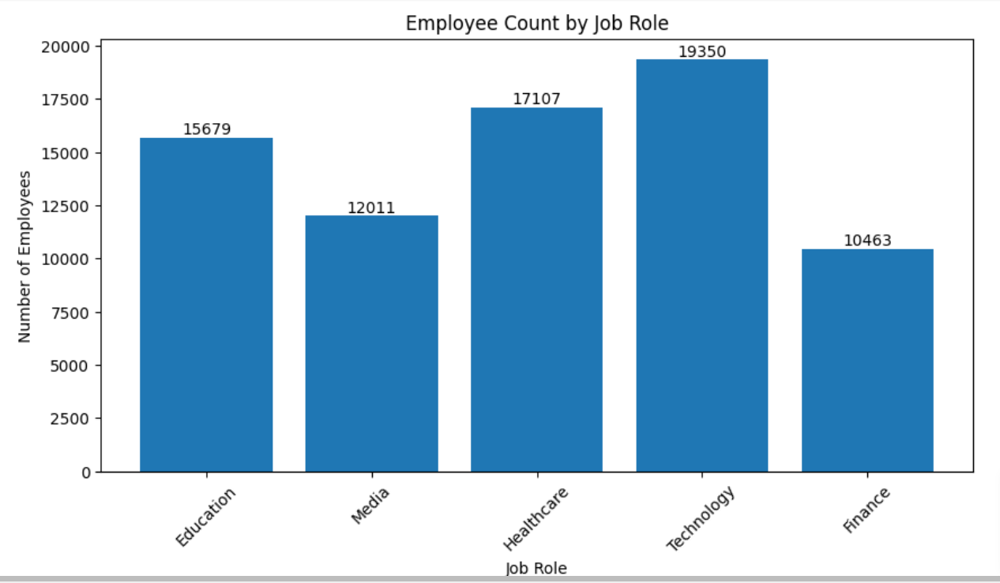 Employee Count by Job Role
20000
17500
15000
12500
10000
7500
5000
2500
0
Number of Employees
15679
12011
17107
19350
10463
Education
Media
Healthcare
Technology
Finance
Job Role